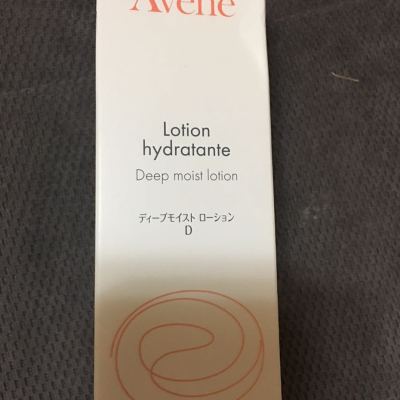 Avène
Lotion
hydratante
Deep moist lotion
ディープモイスト ローション
D